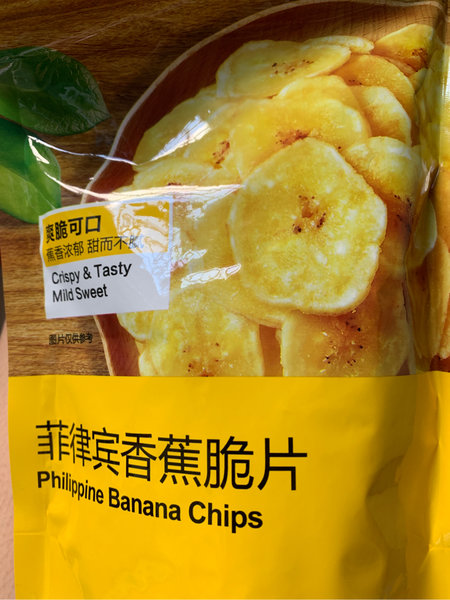 爽脆可口
蕉香浓郁 甜而不腻
Crispy & Tasty
Mild Sweet
图片仅供参考
菲律宾香蕉脆片
Philippine Banana Chips